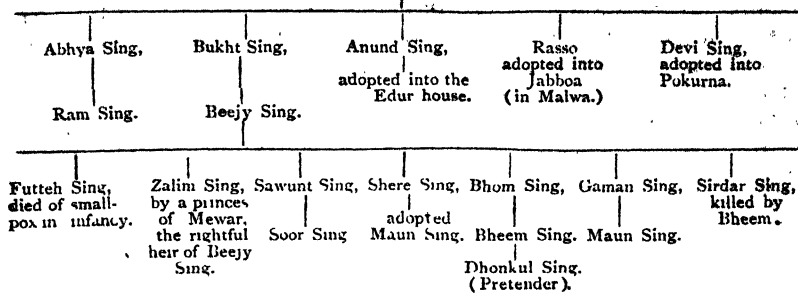 Abhya Sing, Bukht Sing, Anund Sing, Rasso Devi Sing,
adopted into the adopted into adopted into
Edur house. Jabboa Pokurna.
(in Malwa.)
Ram Sing. Beejy Sing.
Futteh Sing, Zalim Sing, Sawunt Sing, Shere Sing, Bhom Sing, Gaman Sing, Sirdar Sing,
died of small- by a princes killed by
pox in infancy. of Mewar, adopted Bheem.
the rightful Soor Sing Maun Sing. Bheem Sing. Maun Sing.
heir of Beejy
Sing. Dhonkul Sing.
(Pretender).